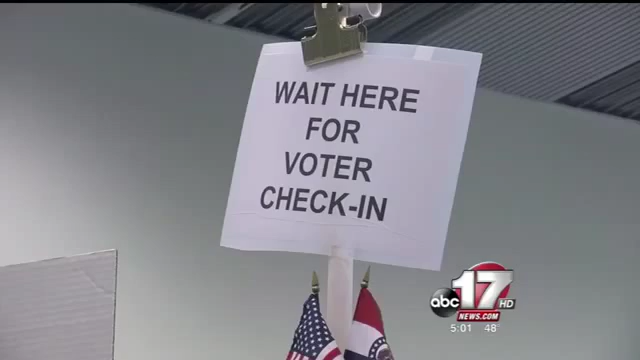 WAIT HERE
FOR
VOTER
CHECK-IN
abc 17 HD
NEWS.COM
5:01 48°